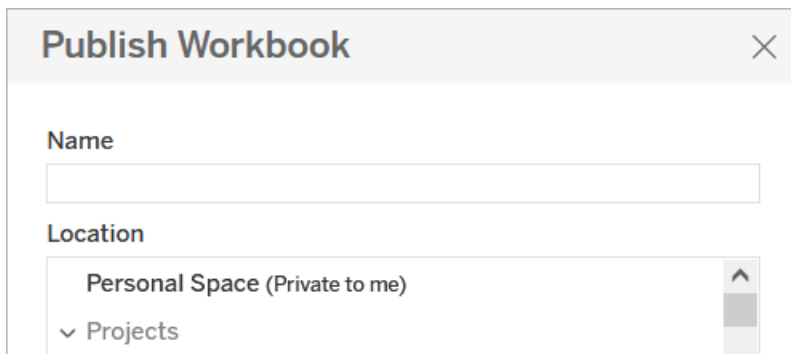 Publish Workbook
Name
Location
Personal Space (Private to me)
Projects